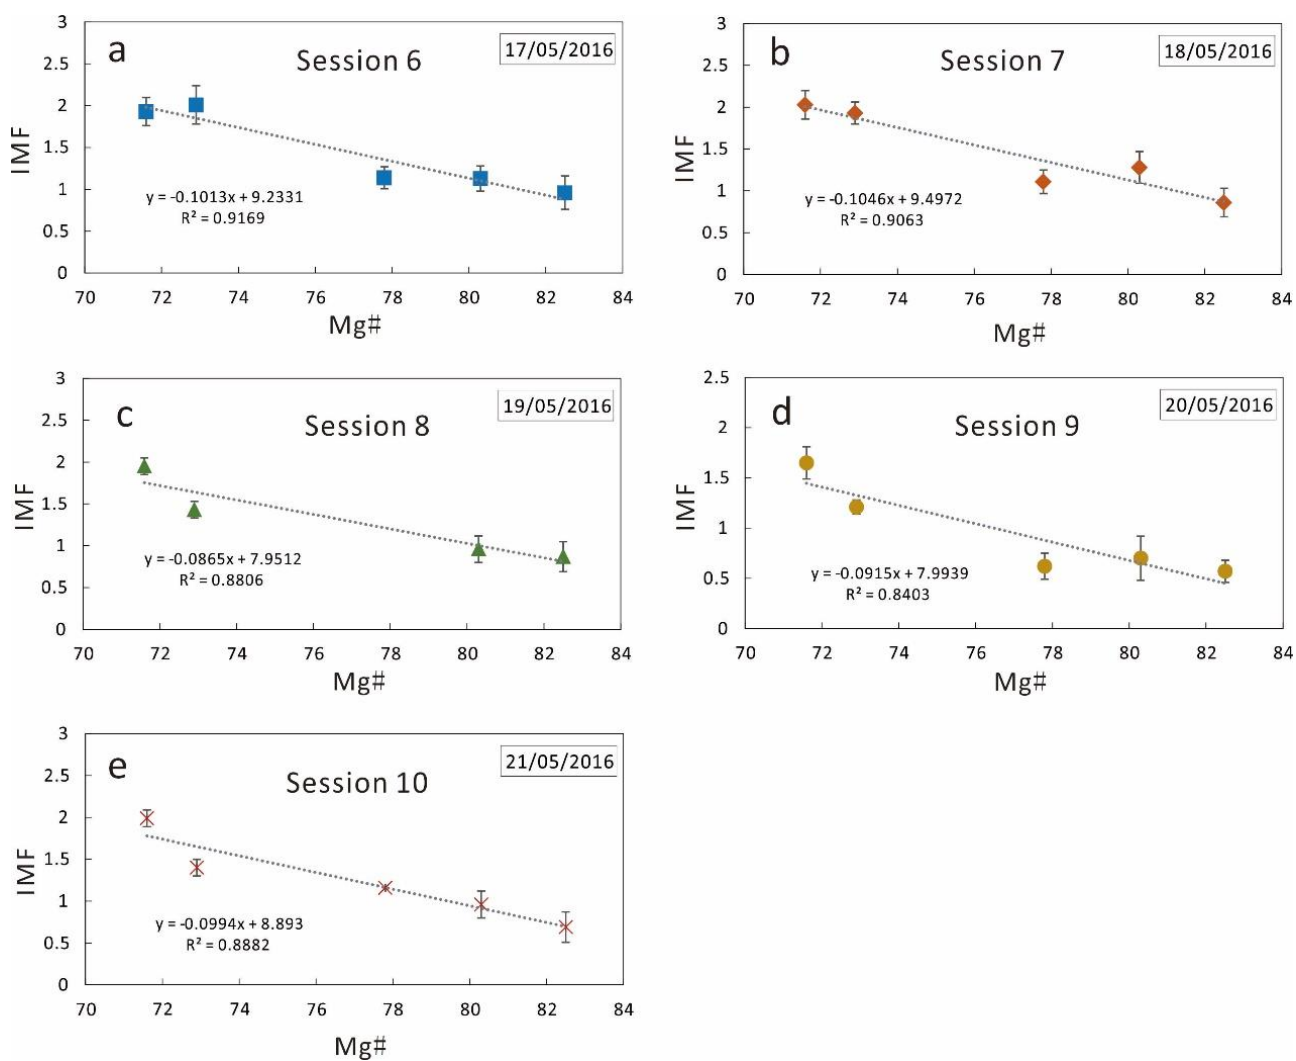 a
Session 6
17/05/2016
3
2.5
2
1.5
1
0.5
0
IMF
y = -0.1013x + 9.2331
R² = 0.9169
70 72 74 76 78 80 82 84
Mg#
b
Session 7
18/05/2016
3
2.5
2
1.5
1
0.5
0
IMF
y = -0.1046x + 9.4972
R² = 0.9063
70 72 74 76 78 80 82 84
Mg#
c
Session 8
19/05/2016
3
2.5
2
1.5
1
0.5
0
IMF
y = -0.0865x + 7.9512
R² = 0.8806
70 72 74 76 78 80 82 84
Mg#
d
Session 9
20/05/2016
2.5
2
1.5
1
0.5
0
IMF
y = -0.0915x + 7.9939
R² = 0.8403
70 72 74 76 78 80 82 84
Mg#
e
Session 10
21/05/2016
3
2.5
2
1.5
1
0.5
0
IMF
y = -0.0994x + 8.893
R² = 0.8882
70 72 74 76 78 80 82 84
Mg#